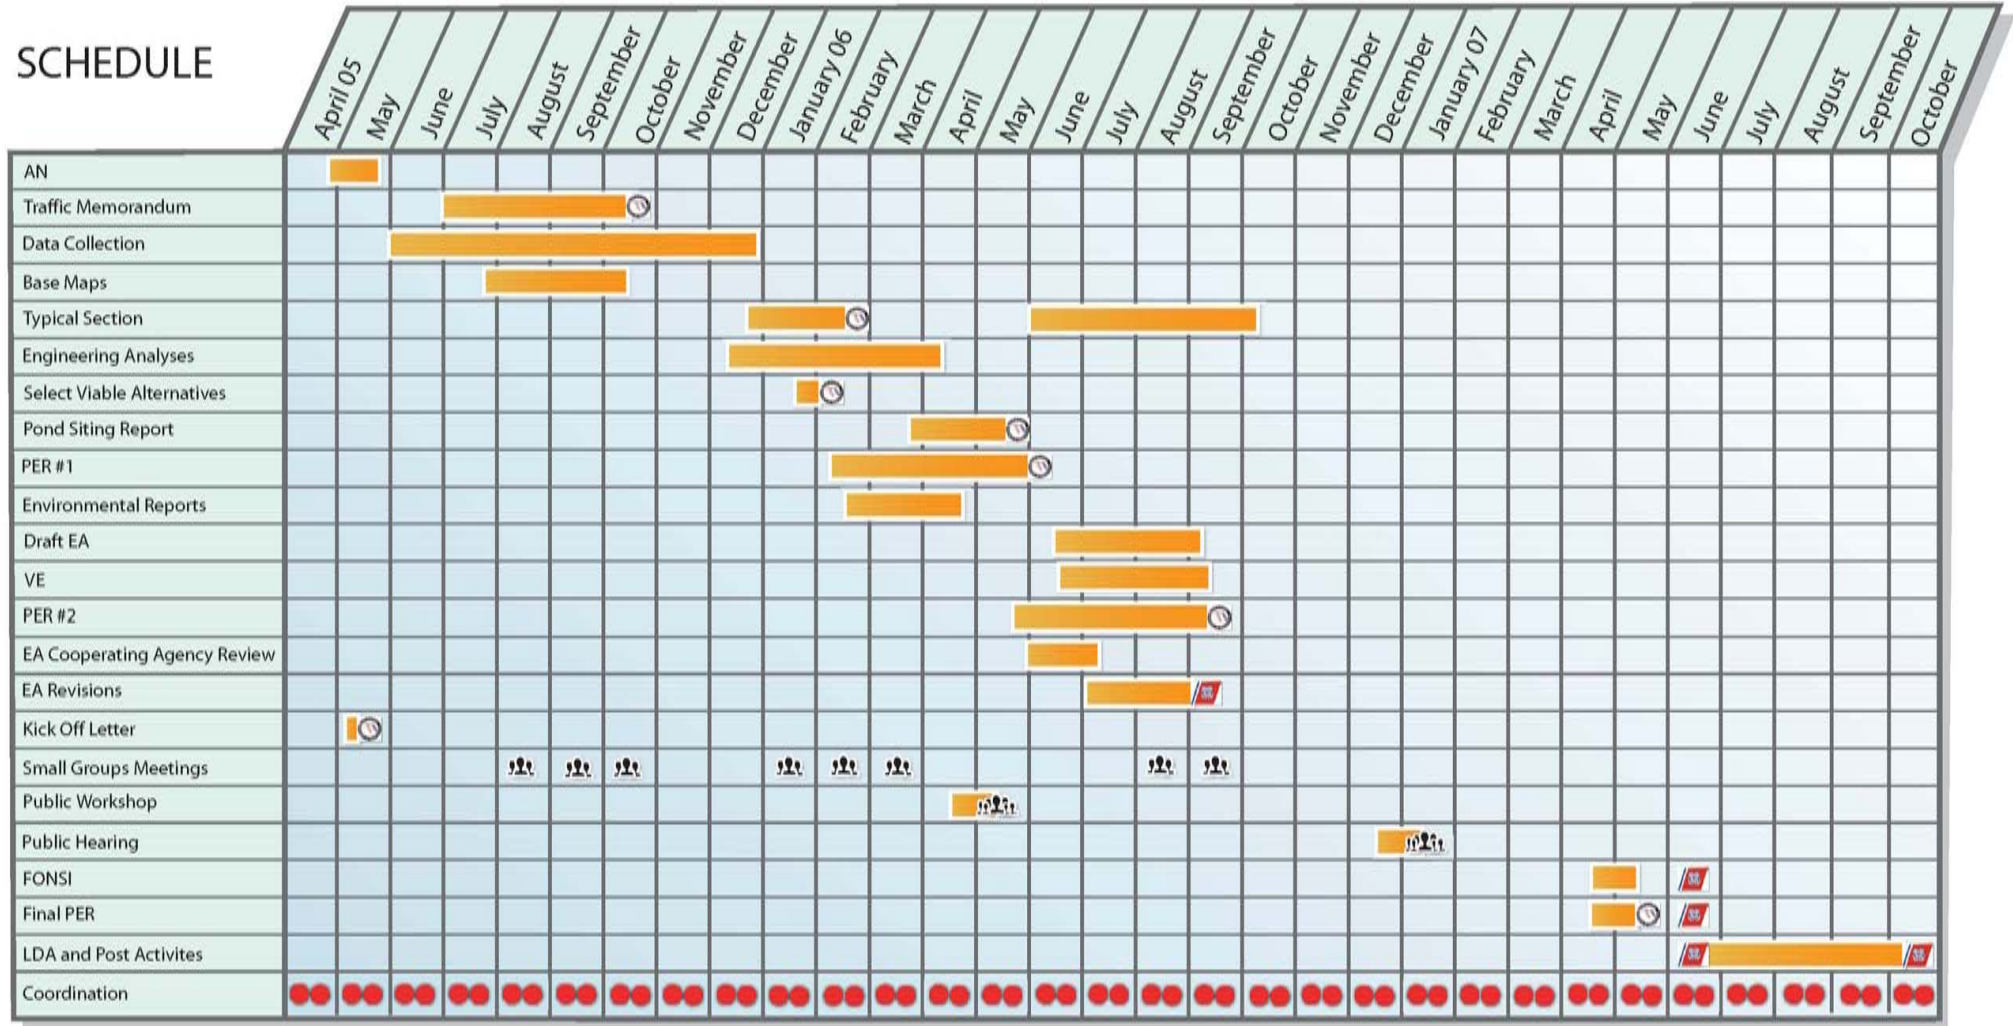 SCHEDULE
April 05
May
June
July
August
September
October
November
December
January 06
February
March
April
May
June
July
August
September
October
November
December
January 07
February
March
April
May
June
July
August
September
October
AN
Traffic Memorandum
Data Collection
Base Maps
Typical Section
Engineering Analyses
Select Viable Alternatives
Pond Siting Report
PER #1
Environmental Reports
Draft EA
VE
PER #2
EA Cooperating Agency Review
EA Revisions
Kick Off Letter
Small Groups Meetings
Public Workshop
Public Hearing
FONSI
Final PER
LDA and Post Activites
Coordination